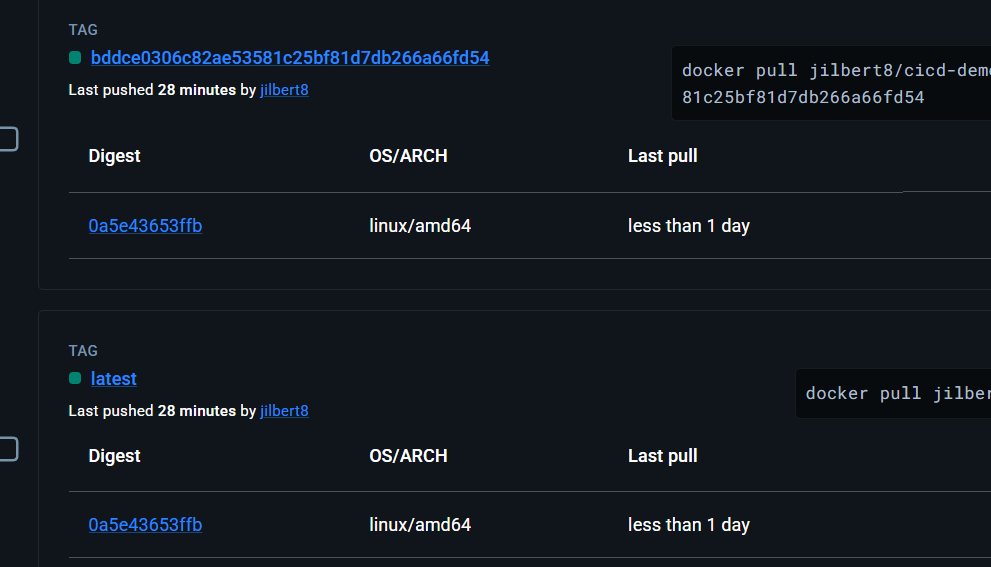 TAG
bddce0306c82ae53581c25bf81d7db266a66fd54
Last pushed 28 minutes by jilbert8
docker pull jilbert8/cicd-demo
81c25bf81d7db266a66fd54
Digest OS/ARCH Last pull
0a5e43653ffb linux/amd64 less than 1 day
TAG
latest
Last pushed 28 minutes by jilbert8
docker pull jilber
Digest OS/ARCH Last pull
0a5e43653ffb linux/amd64 less than 1 day